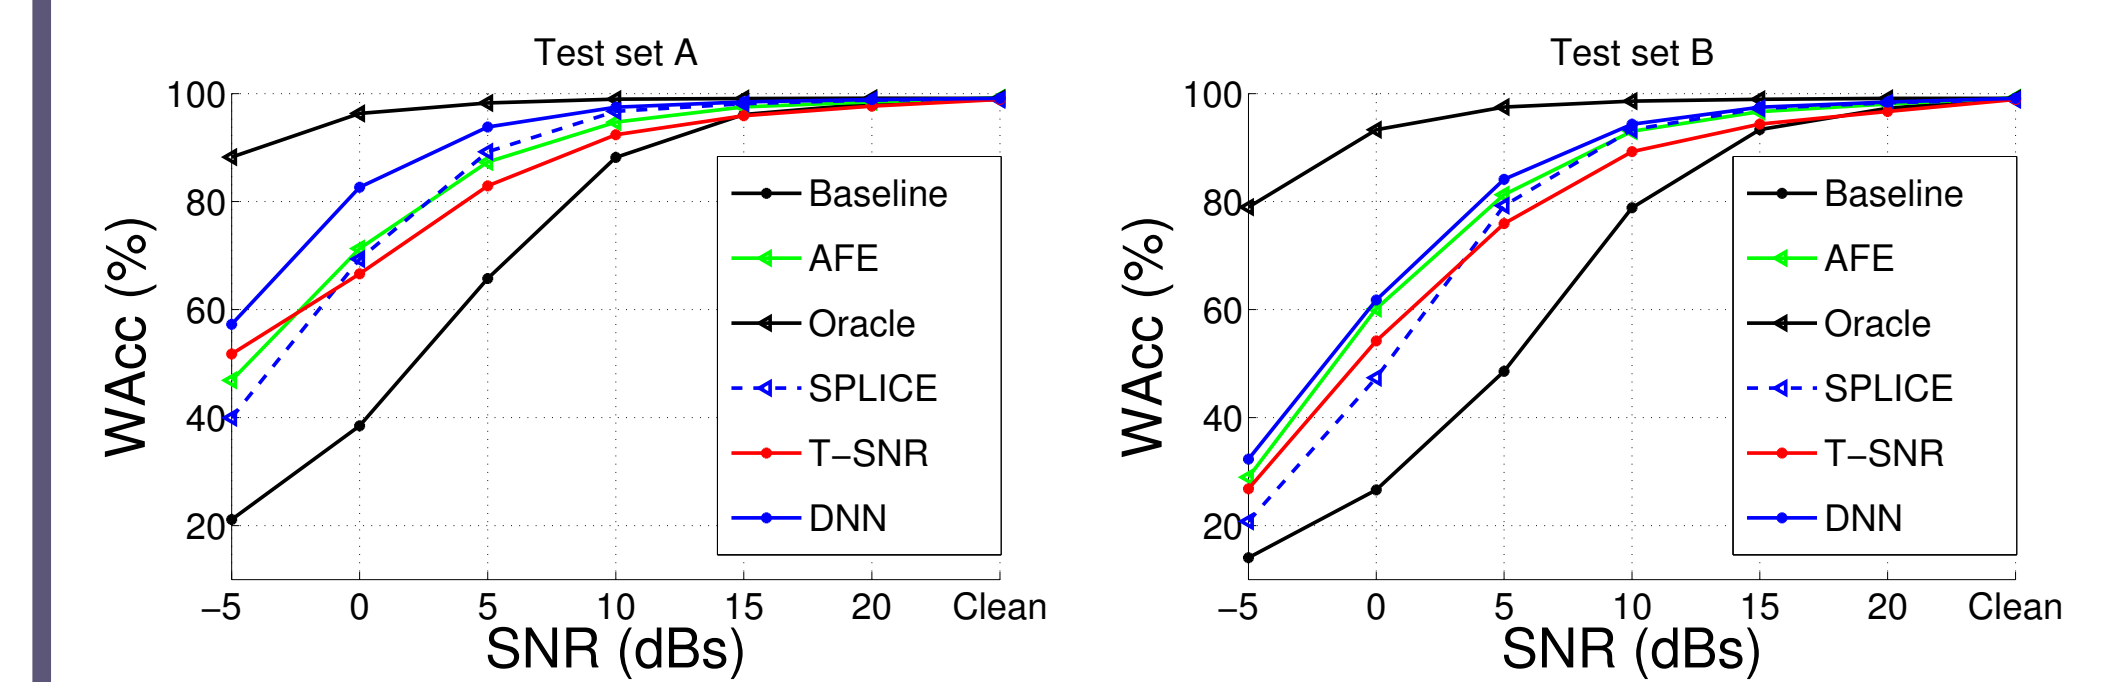 Test set A
100
80
60
40
20
WAcc (%)
Baseline
AFE
Oracle
SPLICE
T−SNR
DNN
−5 0 5 10 15 20 Clean
SNR (dBs)
Test set B
100
80
60
40
20
WAcc (%)
Baseline
AFE
Oracle
SPLICE
T−SNR
DNN
−5 0 5 10 15 20 Clean
SNR (dBs)